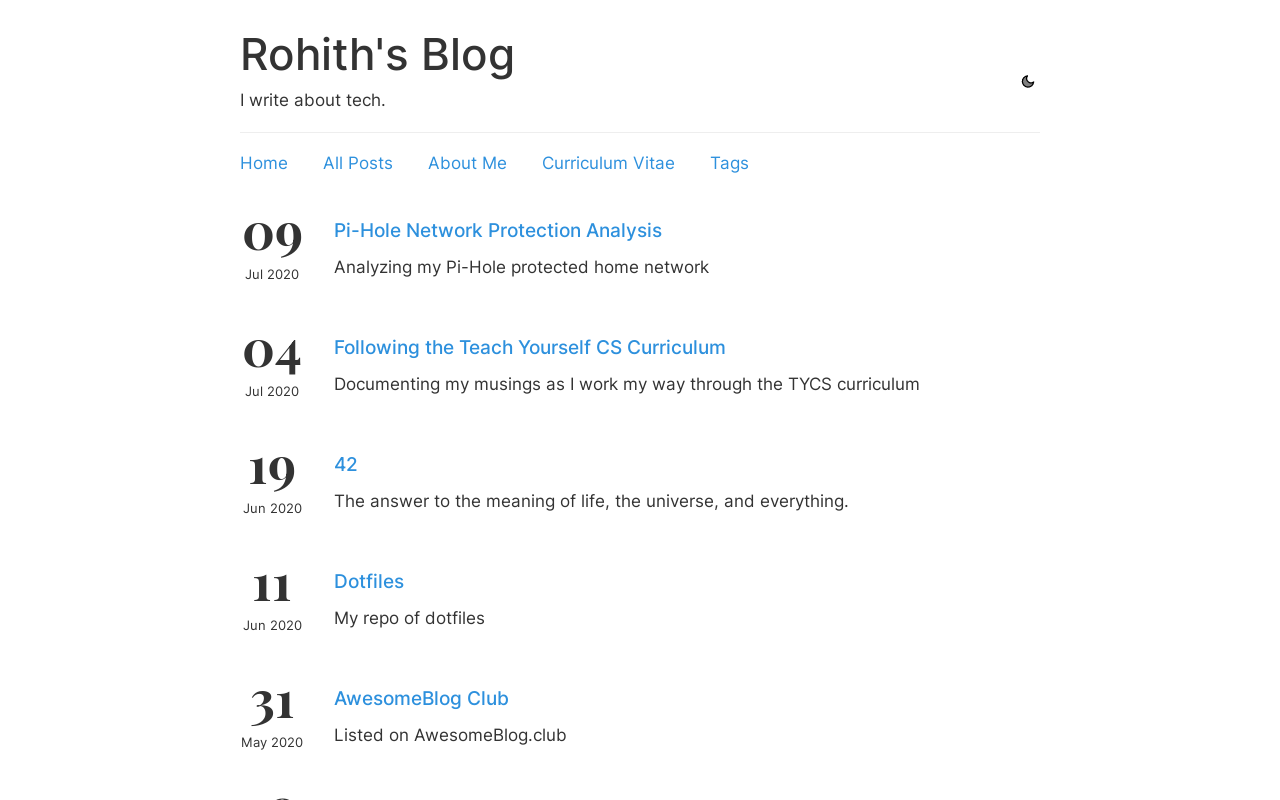 Rohith's Blog
I write about tech.
Home All Posts About Me Curriculum Vitae Tags
09
Jul 2020
Pi-Hole Network Protection Analysis
Analyzing my Pi-Hole protected home network
04
Jul 2020
Following the Teach Yourself CS Curriculum
Documenting my musings as I work my way through the TYCS curriculum
19
Jun 2020
42
The answer to the meaning of life, the universe, and everything.
11
Jun 2020
Dotfiles
My repo of dotfiles
31
May 2020
AwesomeBlog Club
Listed on AwesomeBlog.club